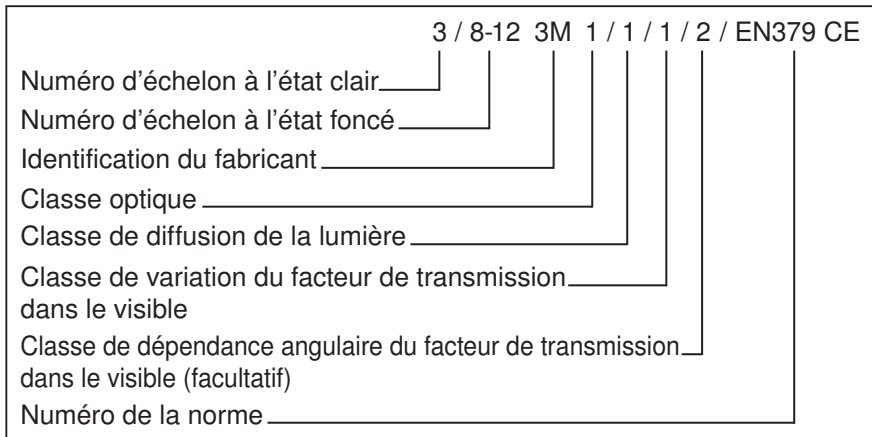 3 / 8-12 3M 1 / 1 / 1 / 2 / EN379 CE
Numéro d'échelon à l'état clair
Numéro d'échelon à l'état foncé
Identification du fabricant
Classe optique
Classe de diffusion de la lumière
Classe de variation du facteur de transmission
dans le visible
Classe de dépendance angulaire du facteur de transmission
dans le visible (facultatif)
Numéro de la norme